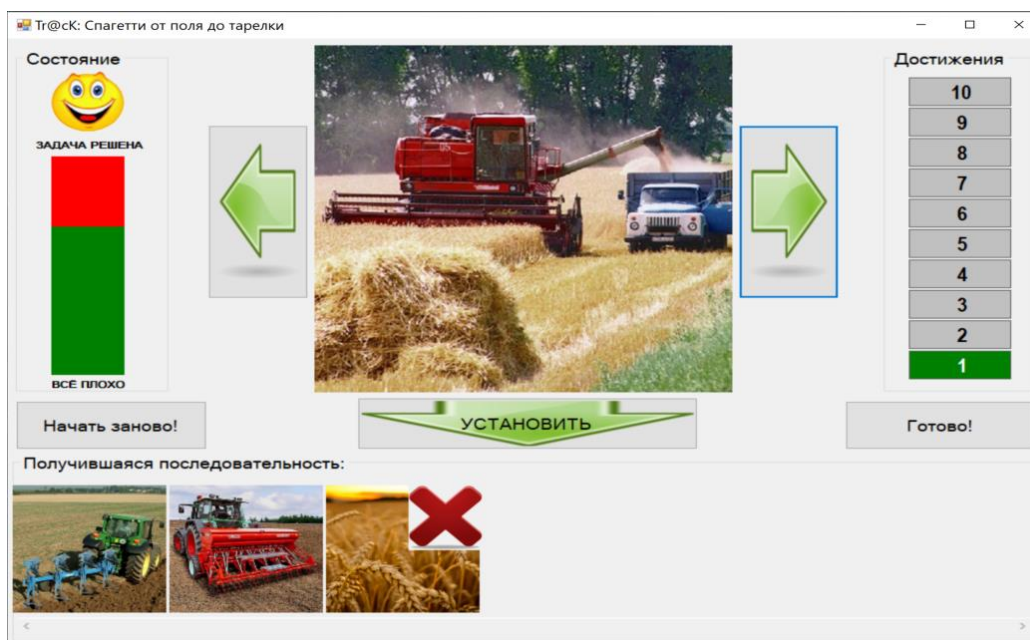 Tr@cK: Спагетти от поля до тарелки
Состояние
ЗАДАЧА РЕШЕНА
ВСЁ ПЛОХО
Достижения
10
9
8
7
6
5
4
3
2
1
Начать заново!
УСТАНОВИТЬ
Готово!
Получившаяся последовательность: